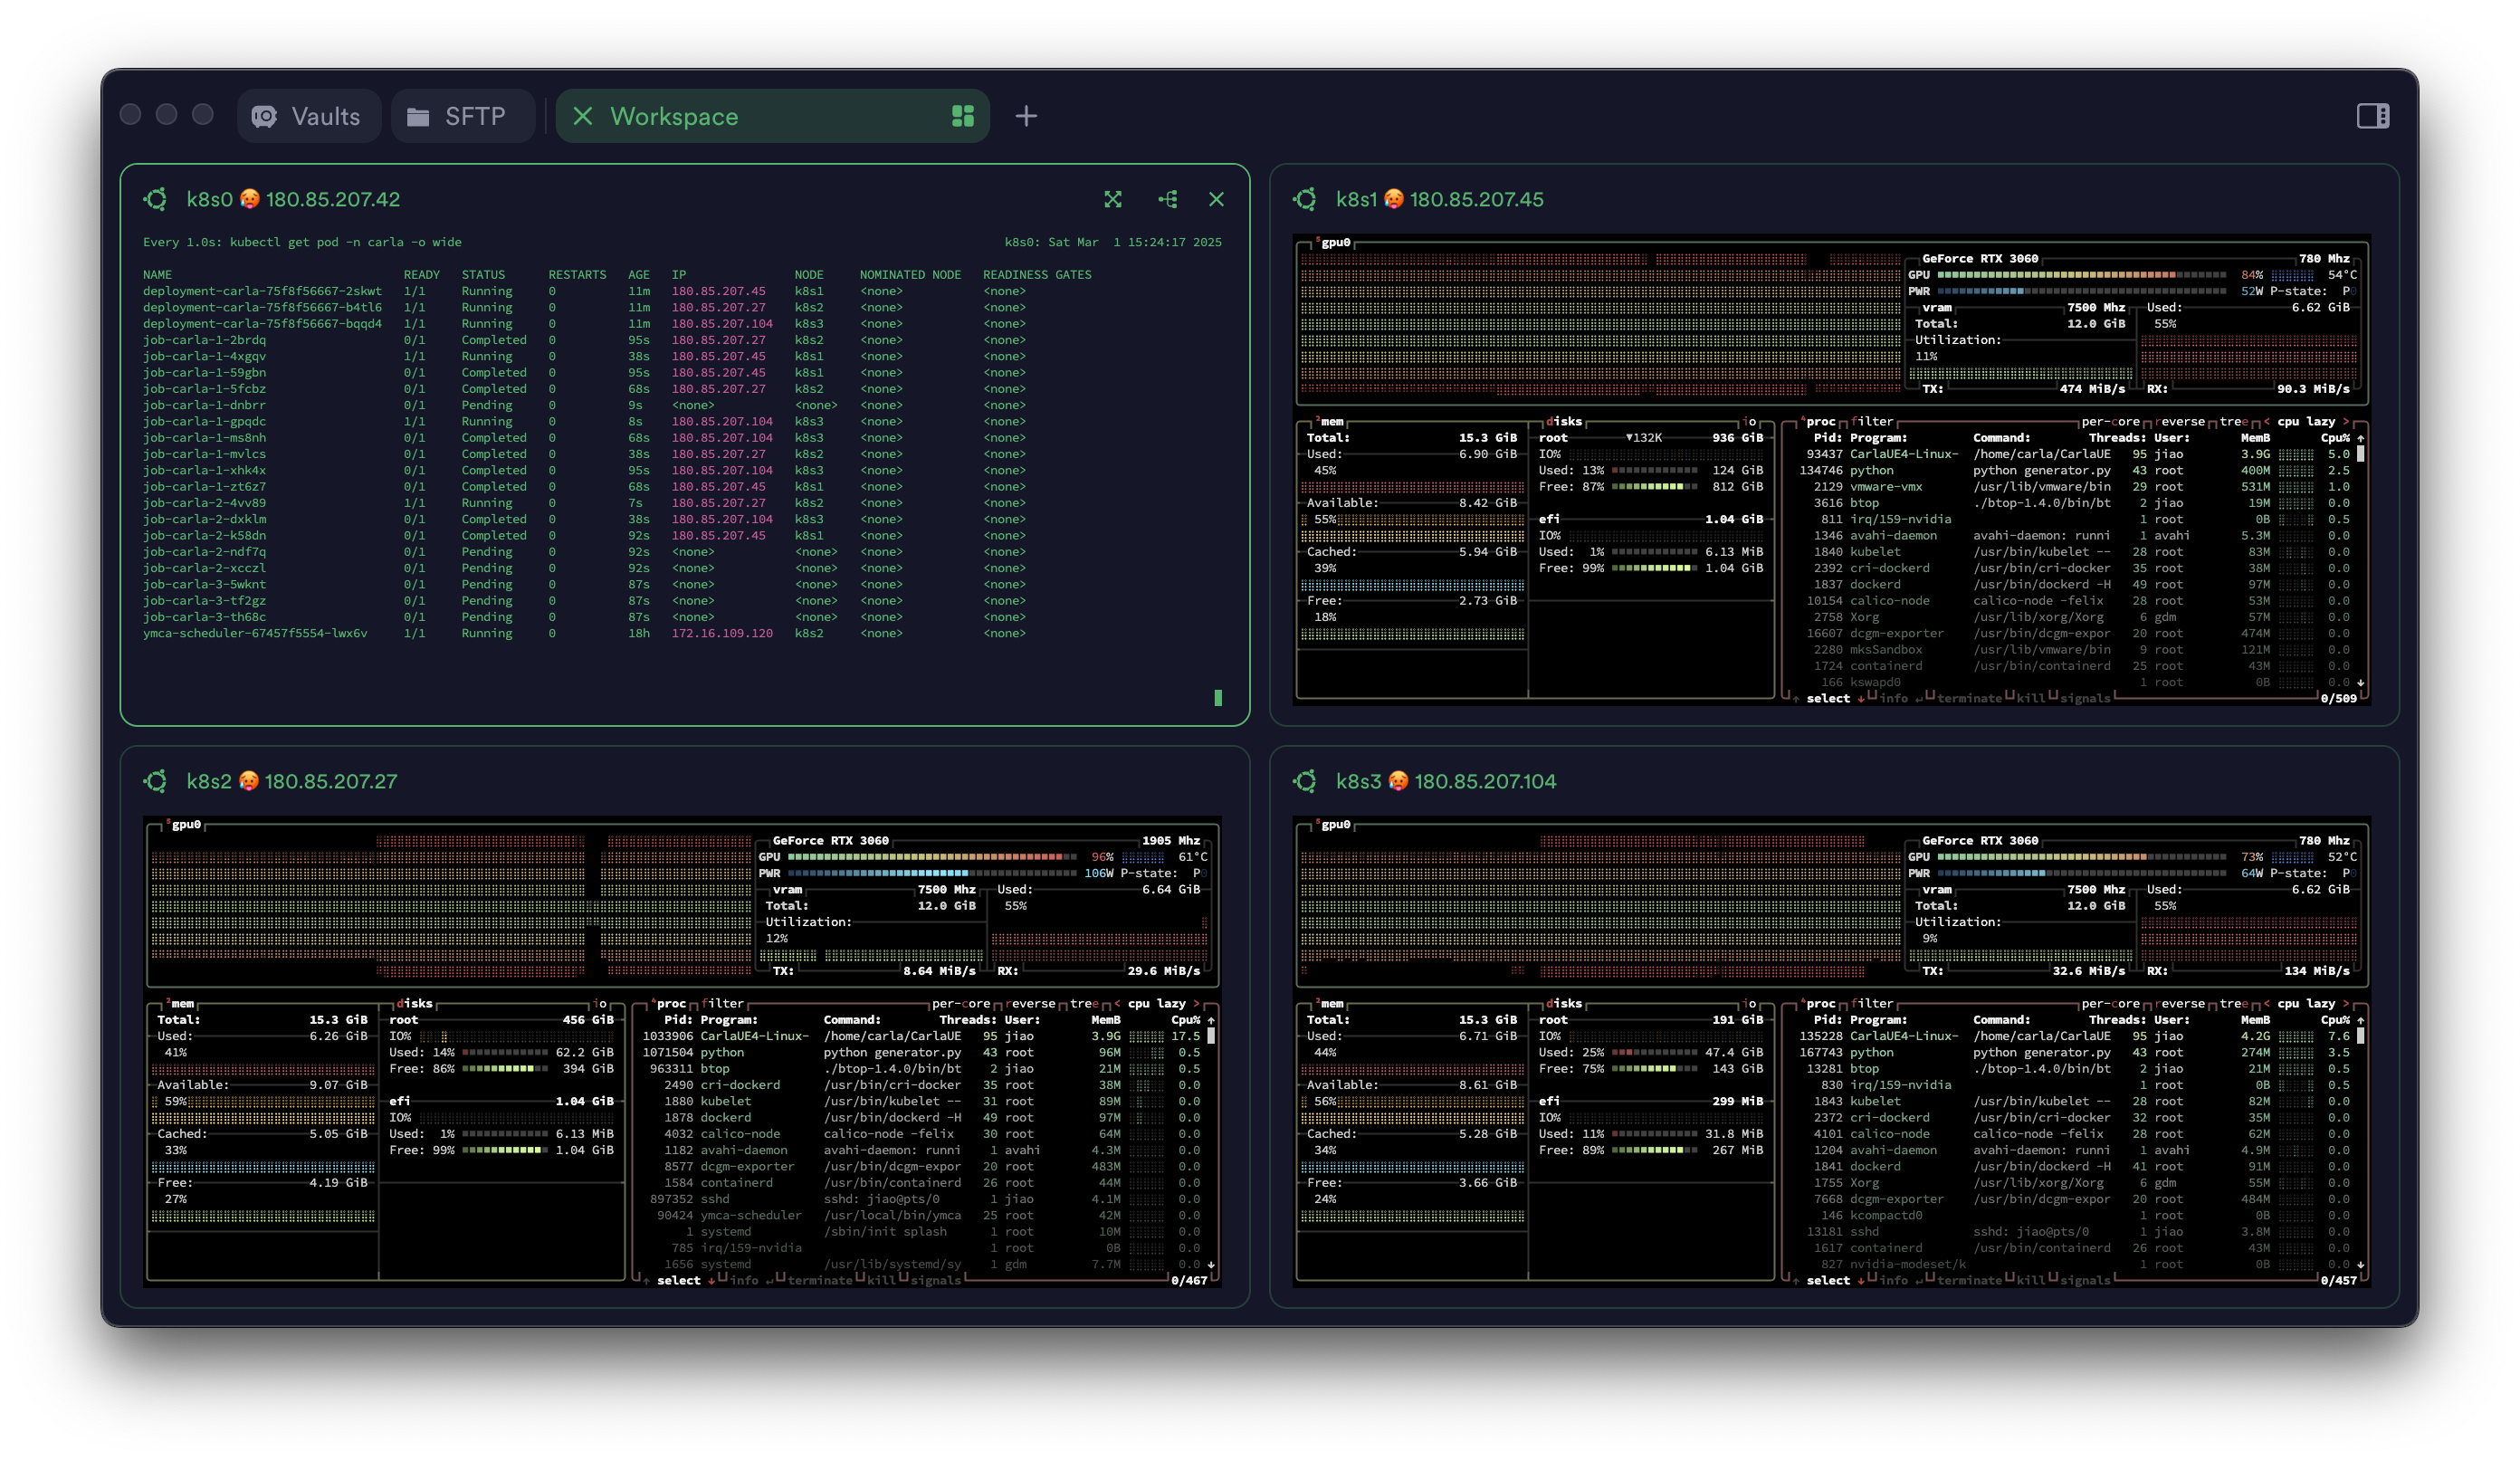 Vaults SFTP Workspace
k8s0 🥵 180.85.207.42
Every 1.0s: kubectl get pod -n carla -o wide k8s0: Sat Mar 1 15:24:17 2025
NAME READY STATUS RESTARTS AGE IP NODE NOMINATED NODE READINESS GATES
deployment-carla-75f8f56667-2skwt 1/1 Running 0 11m 180.85.207.45 k8s1 <none> <none>
deployment-carla-75f8f56667-b4tl6 1/1 Running 0 11m 180.85.207.27 k8s2 <none> <none>
deployment-carla-75f8f56667-bqqd4 1/1 Running 0 11m 180.85.207.104 k8s3 <none> <none>
job-carla-1-2brdq 0/1 Completed 0 95s 180.85.207.27 k8s2 <none> <none>
job-carla-1-4xgqv 1/1 Running 0 38s 180.85.207.45 k8s1 <none> <none>
job-carla-1-59gbn 0/1 Completed 0 95s 180.85.207.45 k8s1 <none> <none>
job-carla-1-5fcbz 0/1 Completed 0 68s 180.85.207.27 k8s2 <none> <none>
job-carla-1-dnbrr 0/1 Pending 0 9s <none> <none> <none> <none>
job-carla-1-gpqdc 1/1 Running 0 8s 180.85.207.104 k8s3 <none> <none>
job-carla-1-ms8nh 0/1 Completed 0 68s 180.85.207.104 k8s3 <none> <none>
job-carla-1-mvlcs 0/1 Completed 0 38s 180.85.207.27 k8s2 <none> <none>
job-carla-1-xhk4x 0/1 Completed 0 95s 180.85.207.104 k8s3 <none> <none>
job-carla-1-zt6z7 0/1 Completed 0 68s 180.85.207.45 k8s1 <none> <none>
job-carla-2-4vv89 1/1 Running 0 7s 180.85.207.27 k8s2 <none> <none>
job-carla-2-dxklm 0/1 Completed 0 38s 180.85.207.104 k8s3 <none> <none>
job-carla-2-k58dn 0/1 Completed 0 92s 180.85.207.45 k8s1 <none> <none>
job-carla-2-ndf7q 0/1 Pending 0 92s <none> <none> <none> <none>
job-carla-2-xcczl 0/1 Pending 0 92s <none> <none> <none> <none>
job-carla-3-5wknt 0/1 Pending 0 87s <none> <none> <none> <none>
job-carla-3-tf2gz 0/1 Pending 0 87s <none> <none> <none> <none>
job-carla-3-th68c 0/1 Pending 0 87s <none> <none> <none> <none>
ymca-scheduler-67457f5554-lwx6v 1/1 Running 0 18h 172.16.109.120 k8s2 <none> <none>
k8s1 🥵 180.85.207.45
⁵gpu0
GeForce RTX 3060 780 Mhz
GPU 84% 54°C
PWR 52W P-state: P0
vram 7500 Mhz Used: 6.62 GiB
Total: 12.0 GiB 55%
Utilization:
11%
TX: 474 MiB/s RX: 90.3 MiB/s
²mem disks io
Total: 15.3 GiB root ▼132K 936 GiB
Used: 6.90 GiB IO%
45% Used: 13% 124 GiB
Free: 87% 812 GiB
Available: 8.42 GiB
55% efi 1.04 GiB
IO%
Cached: 5.94 GiB Used: 1% 6.13 MiB
39% Free: 99% 1.04 GiB
Free: 2.73 GiB
18%
⁴proc filter per-core reverse tree < cpu lazy >
Pid: Program: Command: Threads: User: MemB Cpu% ↑
93437 CarlaUE4-Linux- /home/carla/CarlaUE 95 jiao 3.9G 5.0
134746 python python generator.py 43 root 400M 2.5
2129 vmware-vmx /usr/lib/vmware/bin 29 root 531M 1.0
3616 btop ./btop-1.4.0/bin/bt 2 jiao 19M 0.0
811 irq/159-nvidia 1 root 0B 0.5
1346 avahi-daemon avahi-daemon: runni 1 avahi 5.3M 0.0
1840 kubelet /usr/bin/kubelet -- 28 root 83M 0.0
2392 cri-dockerd /usr/bin/cri-docker 35 root 38M 0.0
1837 dockerd /usr/bin/dockerd -H 49 root 97M 0.0
10154 calico-node calico-node -felix 28 root 53M 0.0
2758 Xorg /usr/lib/xorg/Xorg 6 gdm 57M 0.0
16607 dcgm-exporter /usr/bin/dcgm-expor 20 root 474M 0.0
2280 mksSandbox /usr/lib/vmware/bin 9 root 121M 0.0
1724 containerd /usr/bin/containerd 25 root 43M 0.0
166 kswapd0 1 root 0B 0.0 ↓
↑ select ↓ info ↵ terminate kill signals 0/509
k8s2 🥵 180.85.207.27
⁵gpu0
GeForce RTX 3060 1905 Mhz
GPU 96% 61°C
PWR 106W P-state: P0
vram 7500 Mhz Used: 6.64 GiB
Total: 12.0 GiB 55%
Utilization:
12%
TX: 8.64 MiB/s RX: 29.6 MiB/s
²mem disks io
Total: 15.3 GiB root 456 GiB
Used: 6.26 GiB IO%
41% Used: 14% 62.2 GiB
Free: 86% 394 GiB
Available: 9.07 GiB
59% efi 1.04 GiB
IO%
Cached: 5.05 GiB Used: 1% 6.13 MiB
33% Free: 99% 1.04 GiB
Free: 4.19 GiB
27%
⁴proc filter per-core reverse tree < cpu lazy >
Pid: Program: Command: Threads: User: MemB Cpu% ↑
1033906 CarlaUE4-Linux- /home/carla/CarlaUE 95 jiao 3.9G 17.5
1071504 python python generator.py 43 root 96M 0.5
963311 btop ./btop-1.4.0/bin/bt 2 jiao 21M 0.5
2490 cri-dockerd /usr/bin/cri-docker 35 root 38M 0.0
1880 kubelet /usr/bin/kubelet -- 31 root 89M 0.0
1878 dockerd /usr/bin/dockerd -H 49 root 97M 0.0
4032 calico-node calico-node -felix 30 root 64M 0.0
1182 avahi-daemon avahi-daemon: runni 1 avahi 4.3M 0.0
8577 dcgm-exporter /usr/bin/dcgm-expor 20 root 483M 0.0
1584 containerd /usr/bin/containerd 26 root 44M 0.0
897352 sshd sshd: jiao@pts/0 1 jiao 4.1M 0.0
90424 ymca-scheduler /usr/local/bin/ymca 25 root 42M 0.0
1 systemd /sbin/init splash 1 root 10M 0.0
785 irq/159-nvidia 1 root 0B 0.0
1656 systemd /usr/lib/systemd/sy 1 gdm 7.7M 0.0 ↓
↑ select ↓ info ↵ terminate kill signals 0/467
k8s3 🥵 180.85.207.104
⁵gpu0
GeForce RTX 3060 780 Mhz
GPU 73% 52°C
PWR 64W P-state: P0
vram 7500 Mhz Used: 6.62 GiB
Total: 12.0 GiB 55%
Utilization:
9%
TX: 32.6 MiB/s RX: 134 MiB/s
²mem disks io
Total: 15.3 GiB root 191 GiB
Used: 6.71 GiB IO%
44% Used: 25% 47.4 GiB
Free: 75% 143 GiB
Available: 8.61 GiB
56% efi 299 MiB
IO%
Cached: 5.28 GiB Used: 11% 31.8 MiB
34% Free: 89% 267 MiB
Free: 3.66 GiB
24%
⁴proc filter per-core reverse tree < cpu lazy >
Pid: Program: Command: Threads: User: MemB Cpu% ↑
135228 CarlaUE4-Linux- /home/carla/CarlaUE 95 jiao 4.2G 7.6
167743 python python generator.py 43 root 274M 3.5
13281 btop ./btop-1.4.0/bin/bt 2 jiao 21M 0.5
830 irq/159-nvidia 1 root 0B 0.5
1843 kubelet /usr/bin/kubelet -- 28 root 82M 0.0
2372 cri-dockerd /usr/bin/cri-docker 32 root 35M 0.0
4101 calico-node calico-node -felix 28 root 62M 0.0
1204 avahi-daemon avahi-daemon: runni 1 avahi 4.9M 0.0
1841 dockerd /usr/bin/dockerd -H 41 root 91M 0.0
1755 Xorg /usr/lib/xorg/Xorg 6 gdm 55M 0.0
7668 dcgm-exporter /usr/bin/dcgm-expor 20 root 484M 0.0
146 kcompactd0 1 root 0B 0.0
13181 sshd sshd: jiao@pts/0 1 jiao 3.8M 0.0
1617 containerd /usr/bin/containerd 26 root 43M 0.0
827 nvidia-modeset/k 1 root 0B 0.0 ↓
↑ select ↓ info ↵ terminate kill signals 0/457